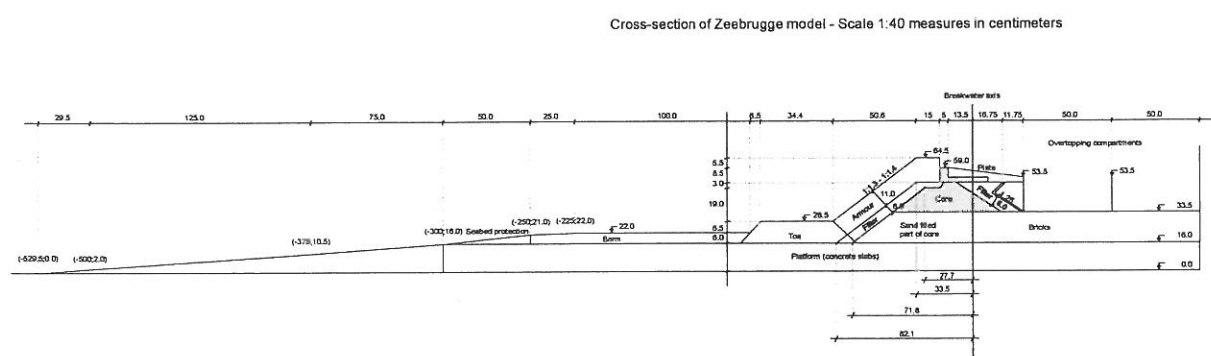 Cross-section of Zeebrugge model - Scale 1:40 measures in centimeters
Breakwater axis
29.5 125.0 75.0 50.0 25.0 100.0 6.5 34.4 50.6 15 5 13.5 16.75 11.75 50.0 50.0
Overtopping compartments
64.5
5.5
59.0
8.5
Plate
53.5
53.5
1:1.3 - 1:1.4
3.0
11.0
Filter
Core
19.0
Armour
6.0
33.5
26.5
(-250;21.0) (-225;22.0)
22.0
Filter
Sand filled
part of core
Bricks
(-300;16.0) Seabed protection
6.5
(-375;10.5)
Berm
6.0
Toe
16.0
(-529.5;0.0)
(-500;2.0)
Platform (concrete slabs)
0.0
27.7
33.5
71.8
82.1